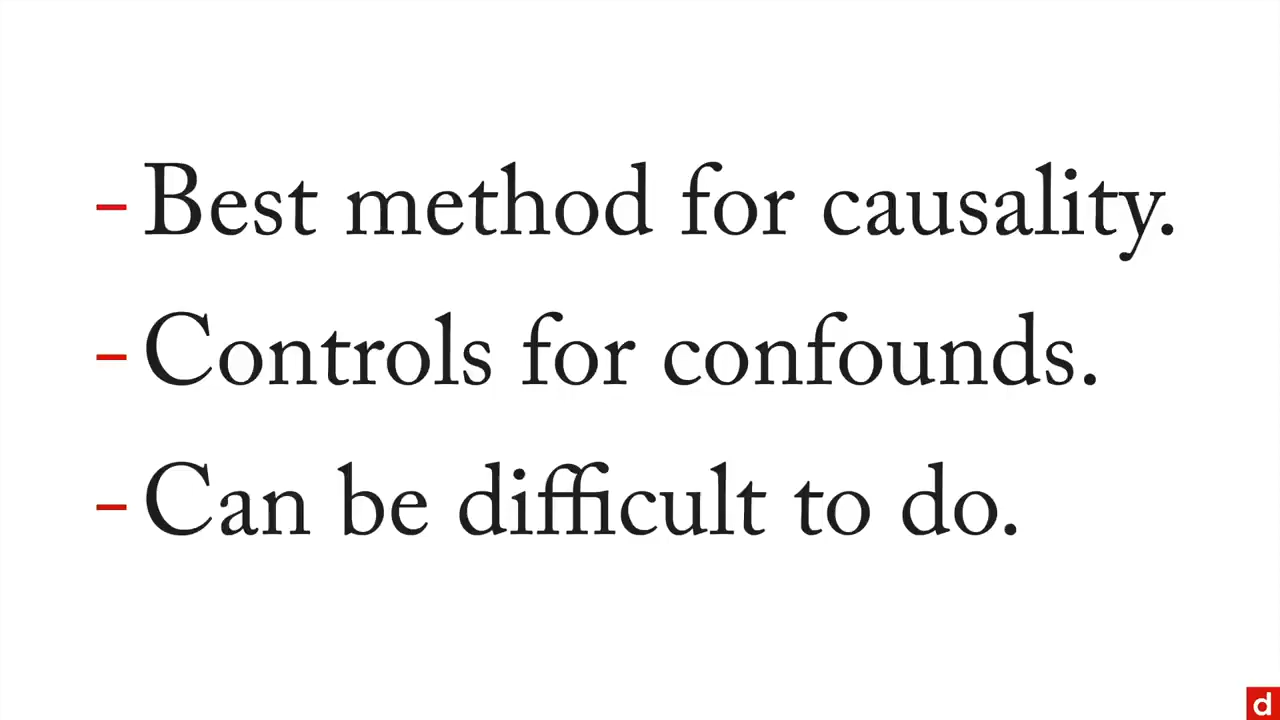 - Best method for causality.
- Controls for confounds.
- Can be difficult to do.
d